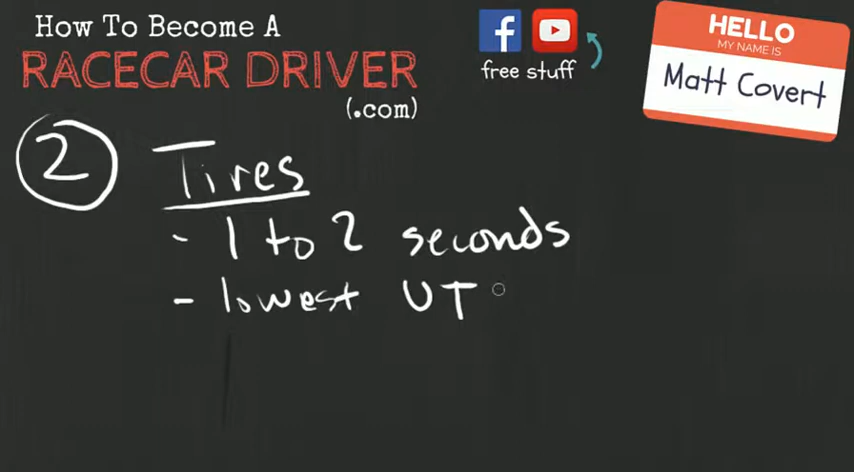 How To Become A
RACECAR DRIVER
(.com)
free stuff
HELLO
MY NAME IS
Matt Covert
2 Tires
- 1 to 2 seconds
- lowest UT